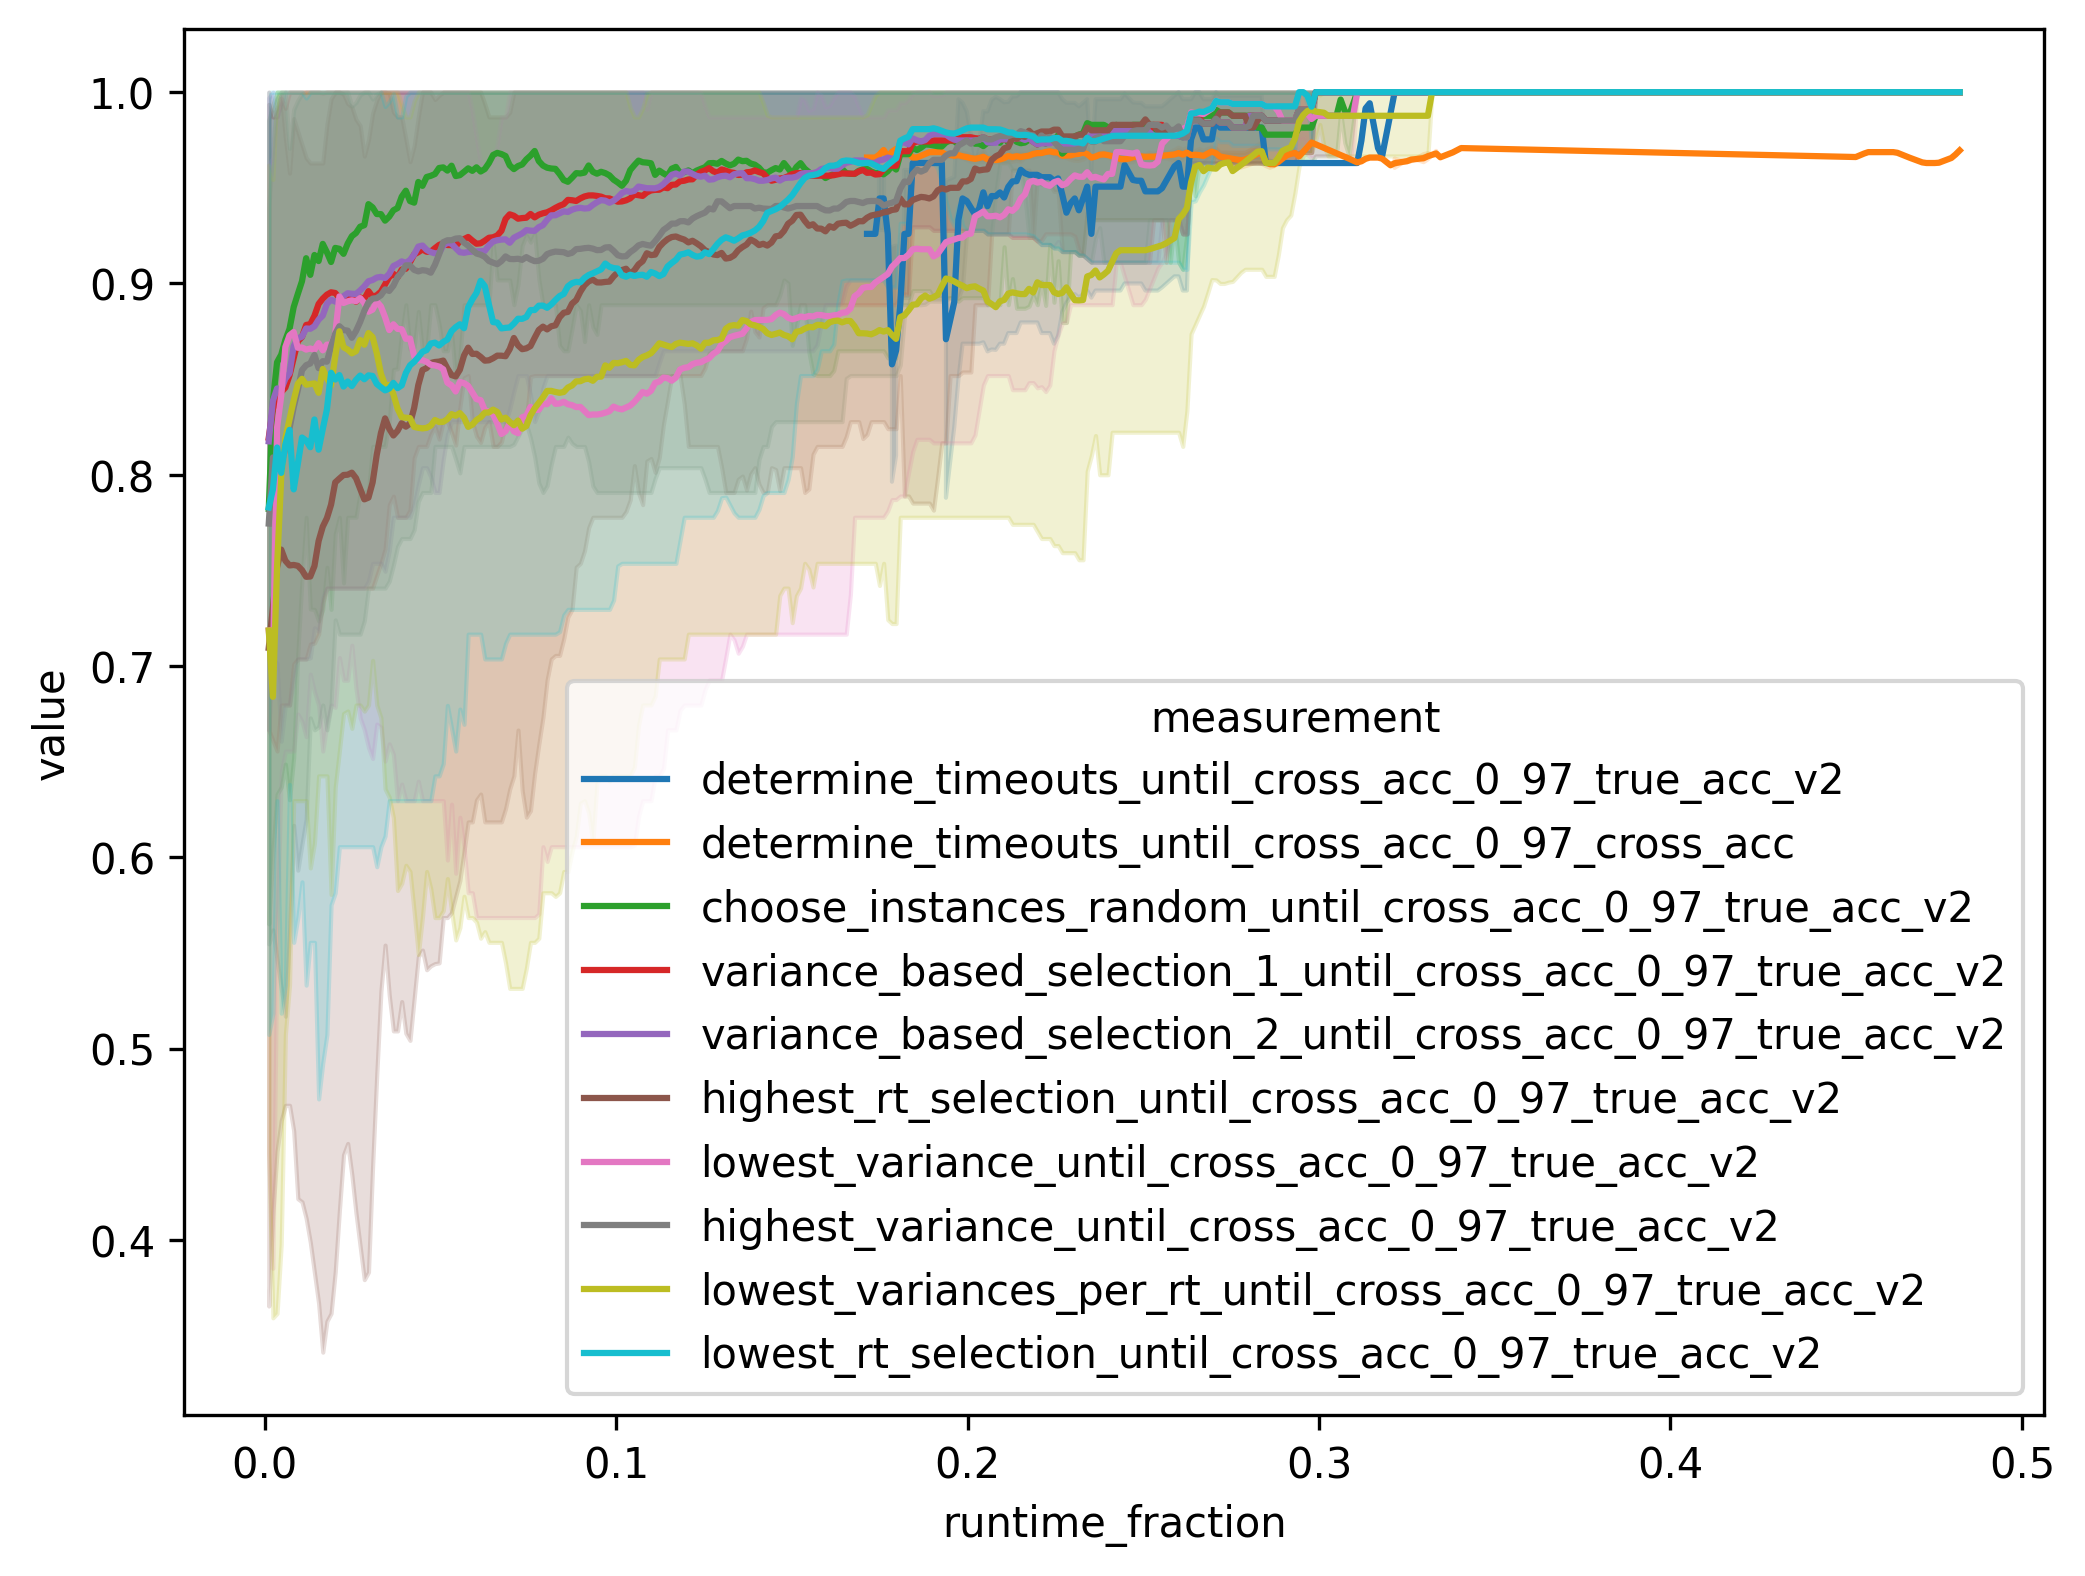 1.0
0.9
0.8
0.7
0.6
0.5
0.4
value
measurement
determine_timeouts_until_cross_acc_0_97_true_acc_v2
determine_timeouts_until_cross_acc_0_97_cross_acc
choose_instances_random_until_cross_acc_0_97_true_acc_v2
variance_based_selection_1_until_cross_acc_0_97_true_acc_v2
variance_based_selection_2_until_cross_acc_0_97_true_acc_v2
highest_rt_selection_until_cross_acc_0_97_true_acc_v2
lowest_variance_until_cross_acc_0_97_true_acc_v2
highest_variance_until_cross_acc_0_97_true_acc_v2
lowest_variances_per_rt_until_cross_acc_0_97_true_acc_v2
lowest_rt_selection_until_cross_acc_0_97_true_acc_v2
0.0 0.1 0.2 0.3 0.4 0.5
runtime_fraction